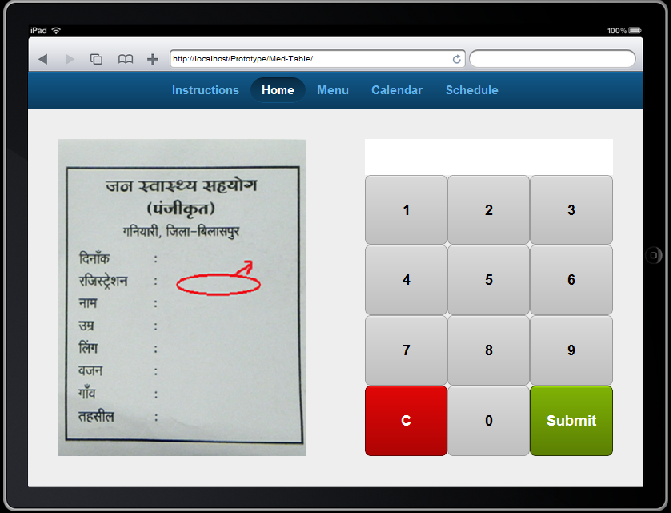 iPad 100%
http://localhost/Prototype/Med-Table/
Instructions Home Menu Calendar Schedule
जन स्वास्थ्य सहयोग
(पंजीकृत)
गनियारी, जिला-बिलासपुर
दिनाँक :
रजिस्ट्रेशन :
नाम :
उम्र :
लिंग :
वजन :
गाँव :
तहसील :
1 2 3
4 5 6
7 8 9
C 0 Submit